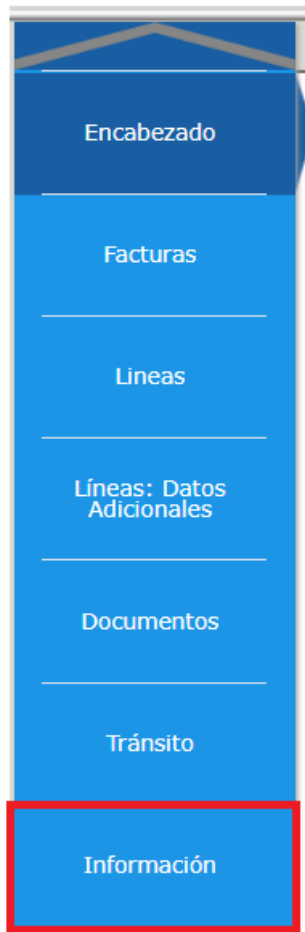 Encabezado
Facturas
Lineas
Líneas: Datos
Adicionales
Documentos
Tránsito
Información